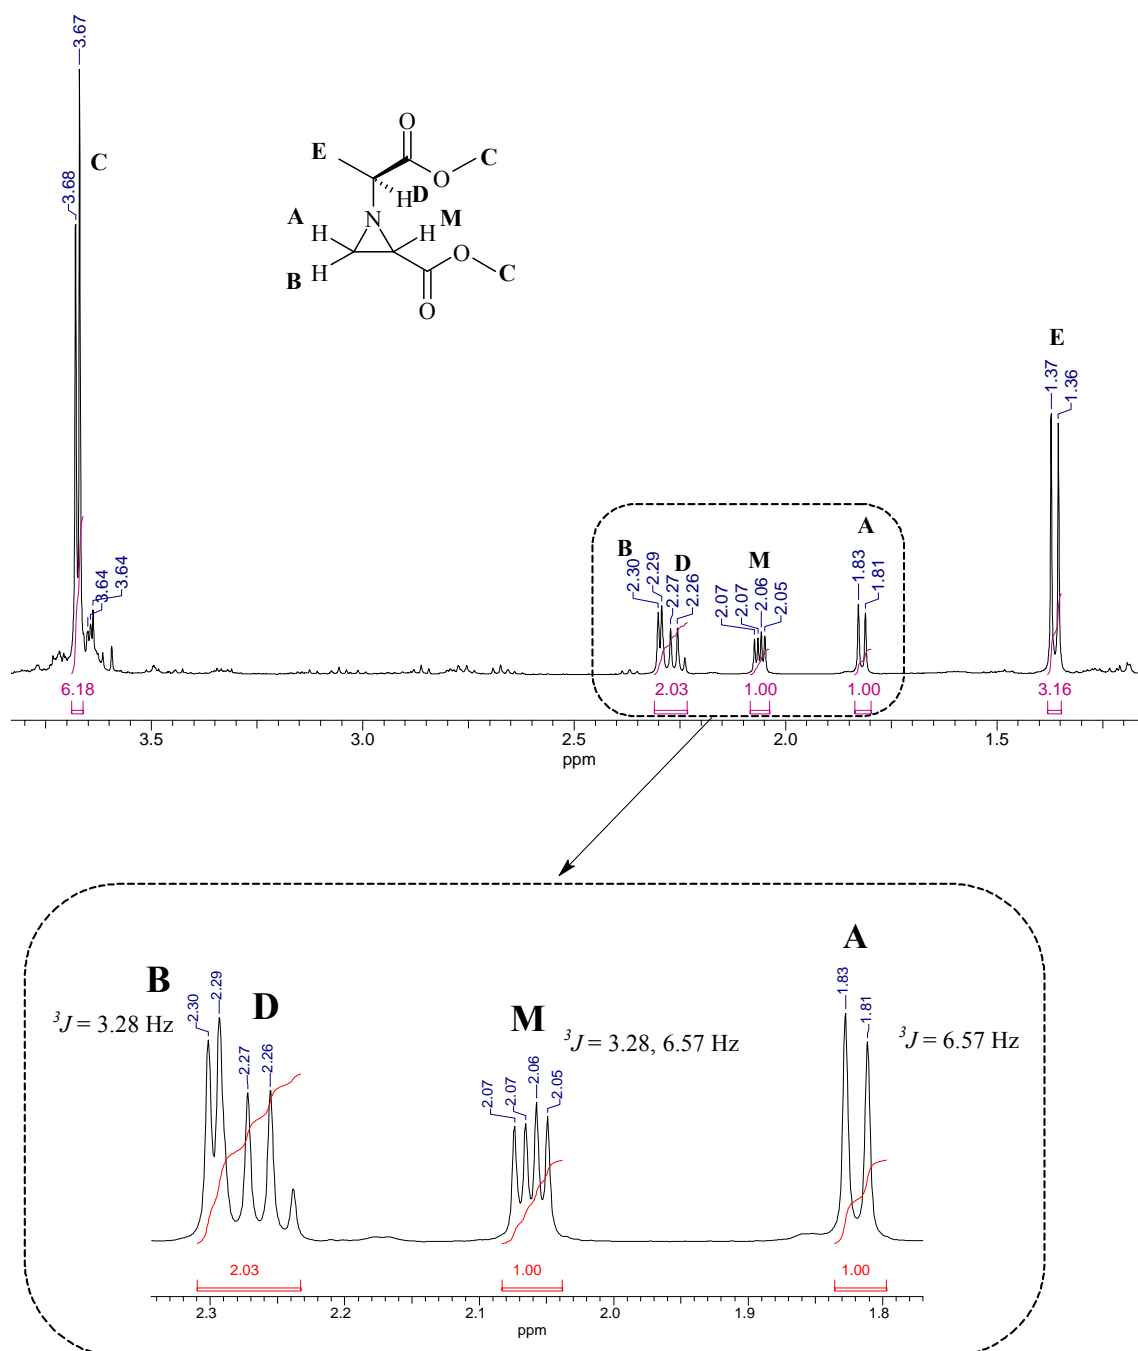 3.67
3.68
C
O
E
C
O
H
D
A
N
M
H
H
O
C
B
H
O
E
1.37
1.36
3.64
3.64
B
D
M
A
2.30
2.29
2.27
2.26
2.07
2.07
2.06
2.05
1.83
1.81
6.18
2.03
1.00
1.00
3.16
3.5
3.0
2.5
2.0
1.5
ppm
B
D
M
A
³J = 3.28 Hz
³J = 3.28, 6.57 Hz
³J = 6.57 Hz
2.30
2.29
2.27
2.26
2.07
2.07
2.06
2.05
1.83
1.81
2.03
1.00
1.00
2.3
2.2
2.1
2.0
1.9
1.8
ppm